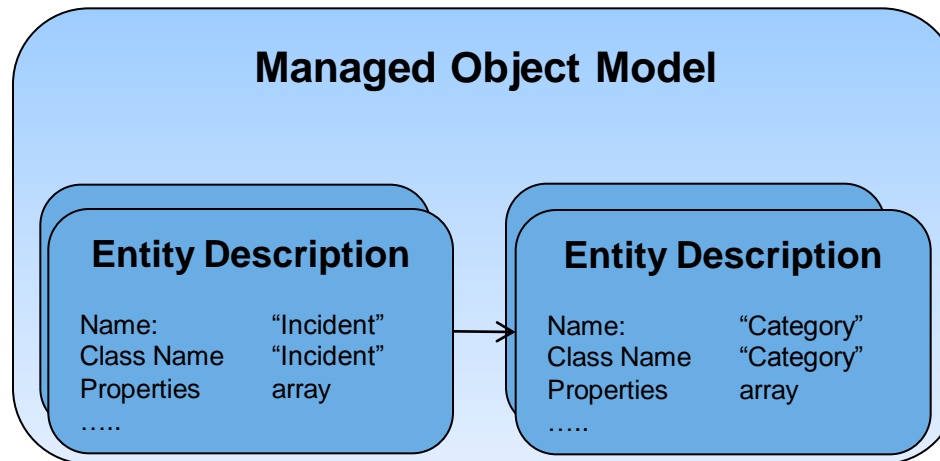 Managed Object Model
Entity Description
Name: “Incident”
Class Name “Incident”
Properties array
…..
Entity Description
Name: “Category”
Class Name “Category”
Properties array
…..